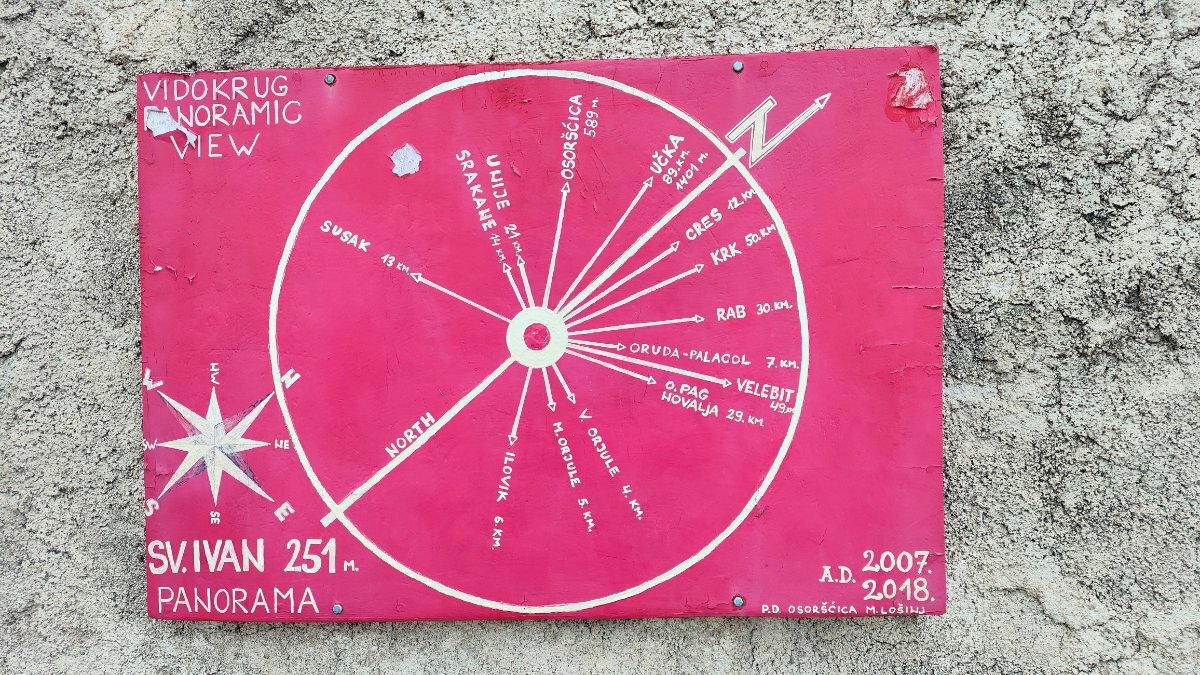 VIDOKRUG
PANORAMIC
VIEW
OSORŠĆICA
589 M.
UČKA
89. KM.
1401 M.
N
UNIJE 21 KM.
SRAKANE 14 KM.
SUSAK 13 KM.
CRES 12. KM
KRK 50. KM
RAB 30. KM.
ORUDA-PALACOL 7. KM.
VELEBIT
49. KM
O. PAG
NOVALJA 29. KM.
NORTH
V. ORJULE 4. KM.
M. ORJULE 5. KM.
ILOVIK 6. KM.
NW
W
N
SW
NE
S
SE
E
SV. IVAN 251 M.
PANORAMA
A.D. 2007.
2018.
P.D. OSORŠĆICA M. LOŠINJ